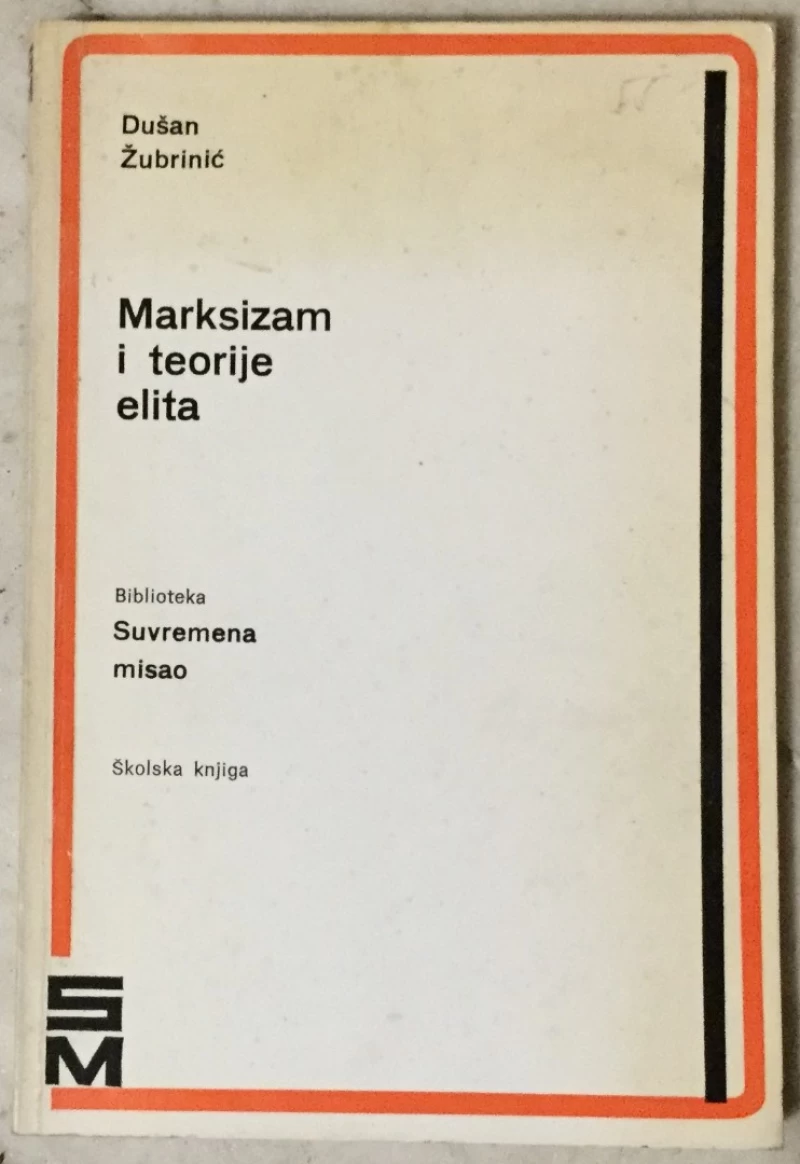 Dušan
Žubrinić
Marksizam
i teorije
elita
Biblioteka
Suvremena
misao
Školska knjiga
S
M